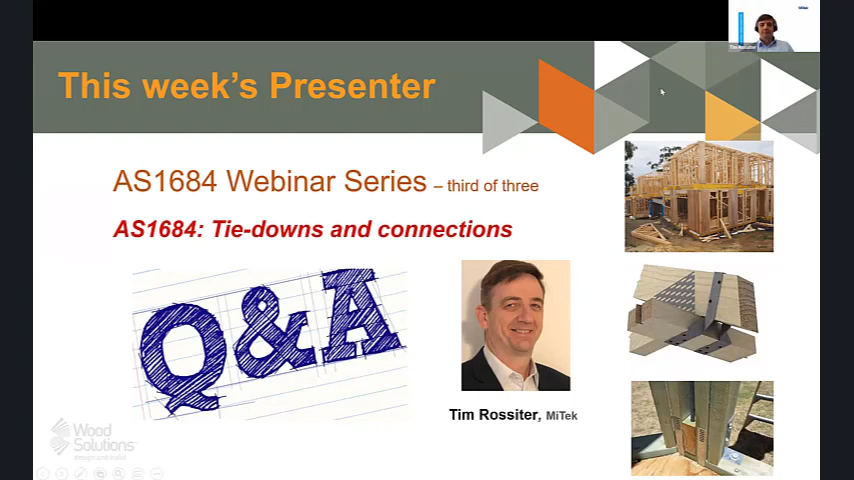 This week's Presenter
AS1684 Webinar Series – third of three
AS1684: Tie-downs and connections
Q&A
Tim Rossiter, MiTek
Wood
Solutions